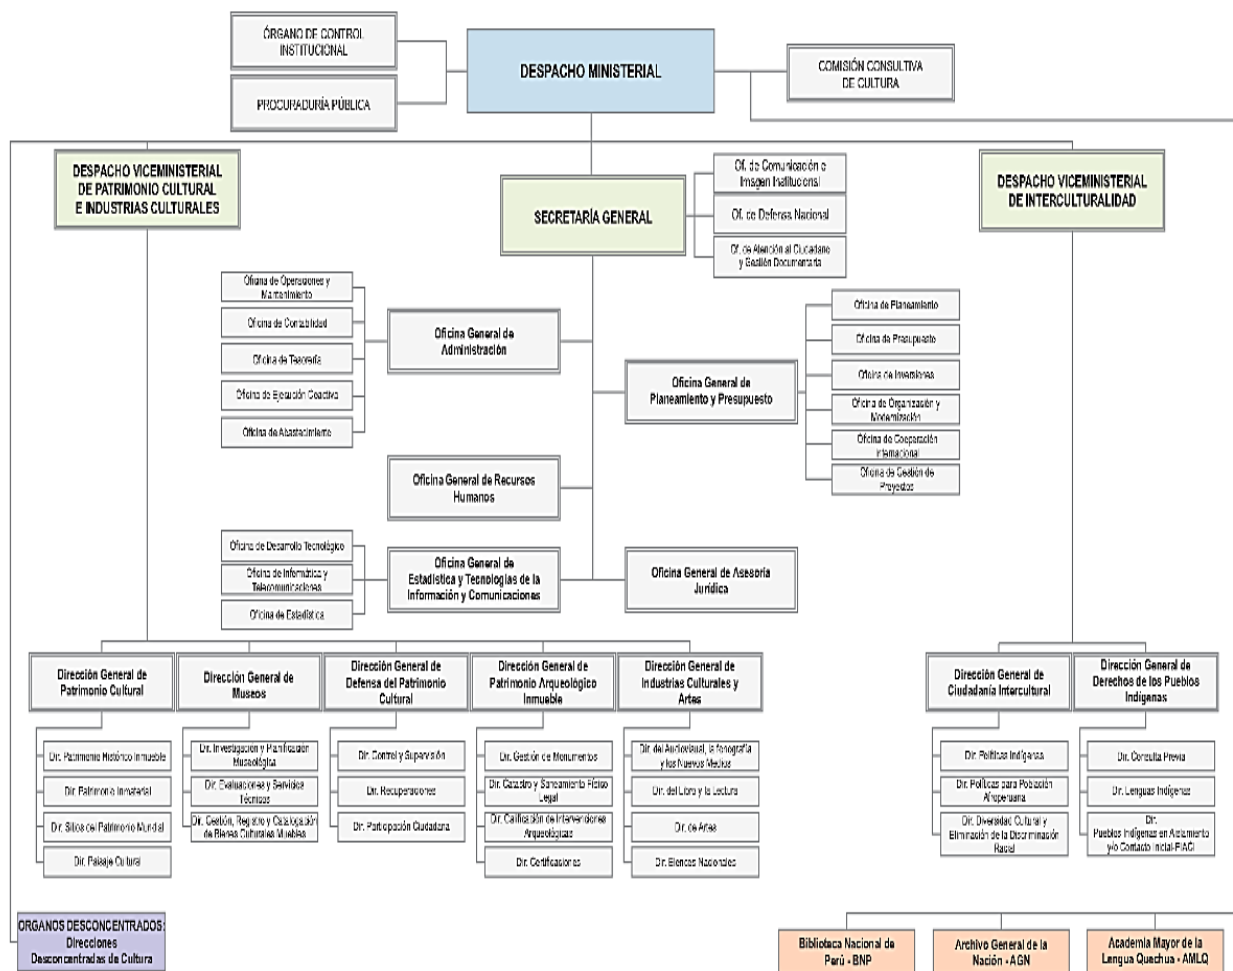 ÓRGANO DE CONTROL
INSTITUCIONAL
PROCURADURÍA PÚBLICA
DESPACHO MINISTERIAL
COMISIÓN CONSULTIVA
DE CULTURA
DESPACHO VICEMINISTERIAL
DE PATRIMONIO CULTURAL
E INDUSTRIAS CULTURALES
SECRETARÍA GENERAL
Of. de Comunicación e
Imagen Institucional
Of. de Defensa Nacional
Of. de Atención al Ciudadano
y Gestión Documentaria
DESPACHO VICEMINISTERIAL
DE INTERCULTURALIDAD
Oficina de Operaciones y
Mantenimiento
Oficina de Contabilidad
Oficina de Tesorería
Oficina de Ejecución Coactiva
Oficina de Abastecimiento
Oficina General de
Administración
Oficina General de
Planeamiento y Presupuesto
Oficina de Planeamiento
Oficina de Presupuesto
Oficina de Inversiones
Oficina de Organización y
Modernización
Oficina de Cooperación
Internacional
Oficina de Gestión de
Proyectos
Oficina General de Recursos
Humanos
Oficina de Desarrollo Tecnológico
Oficina de Informática y
Telecomunicaciones
Oficina de Estadística
Oficina General de
Estadística y Tecnologías de la
Información y Comunicaciones
Oficina General de Asesoría
Jurídica
Dirección General de
Patrimonio Cultural
Dir. Patrimonio Histórico Inmueble
Dir. Patrimonio Inmaterial
Dir. Sitios del Patrimonio Mundial
Dir. Paisaje Cultural
Dirección General de
Museos
Dir. Investigación y Planificación
Museológica
Dir. Evaluaciones y Servicios
Técnicos
Dir. Gestión, Registro y Catalogación
de Bienes Culturales Muebles
Dirección General de
Defensa del Patrimonio
Cultural
Dir. Control y Supervisión
Dir. Recuperaciones
Dir. Participación Ciudadana
Dirección General de
Patrimonio Arqueológico
Inmueble
Dir. Gestión de Monumentos
Dir. Catastro y Saneamiento Físico
Legal
Dir. Calificación de Intervenciones
Arqueológicas
Dir. Certificaciones
Dirección General de
Industrias Culturales y
Artes
Dir. del Audiovisual, la fonografía
y los Nuevos Medios
Dir. del Libro y la Lectura
Dir. de Artes
Dir. Elencos Nacionales
Dirección General de
Ciudadanía Intercultural
Dir. Políticas Indígenas
Dir. Políticas para Población
Afroperuana
Dir. Diversidad Cultural y
Eliminación de la Discriminación
Racial
Dirección General de
Derechos de los Pueblos
Indígenas
Dir. Consulta Previa
Dir. Lenguas Indígenas
Dir.
Pueblos Indígenas en Aislamiento
y/o Contacto Inicial-PIACI
ORGANOS DESCONCENTRADOS:
Direcciones
Desconcentradas de Cultura
Biblioteca Nacional de
Perú - BNP
Archivo General de la
Nación - AGN
Academia Mayor de la
Lengua Quechua - AMLQ